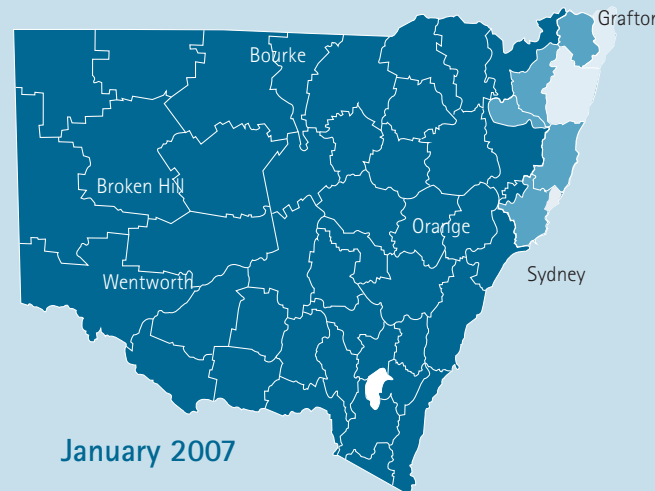 Grafton
Bourke
Broken Hill
Orange
Sydney
Wentworth
January 2007